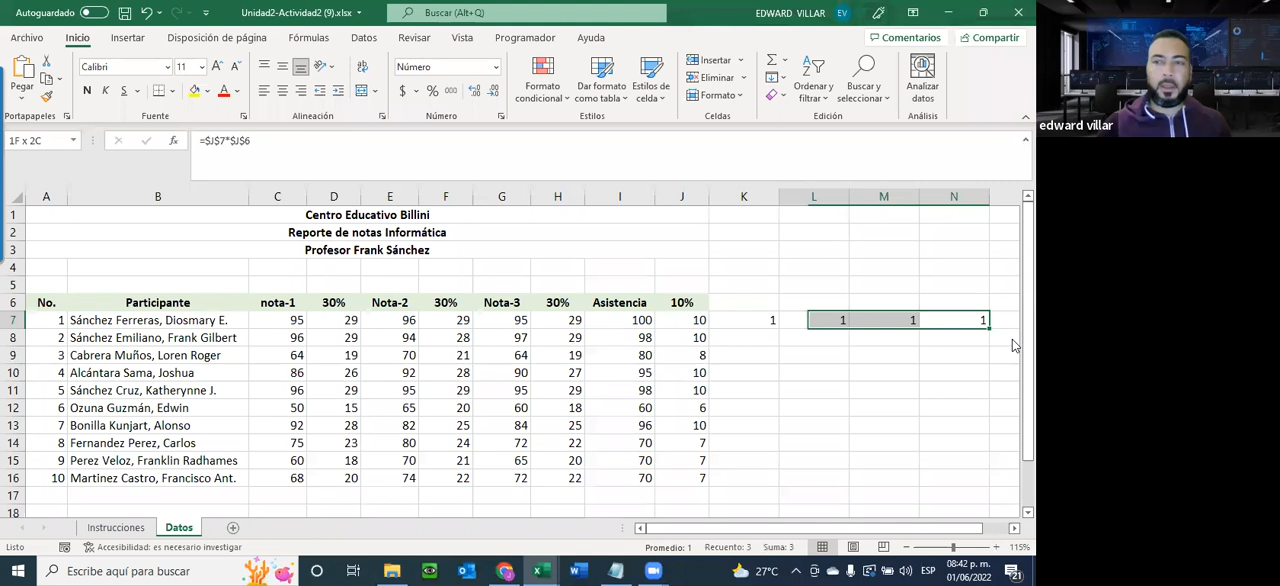 Autoguardado Unidad2-Actividad2 (9).xlsx Buscar (Alt+Q) EDWARD VILLAR EV
Archivo Inicio Insertar Disposición de página Fórmulas Datos Revisar Vista Programador Ayuda Comentarios Compartir
Pegar Calibri 11 N K S Número $ % 000 Formato condicional Dar formato como tabla Estilos de celda Insertar Eliminar Formato Ordenar y filtrar Buscar y seleccionar Analizar datos
Portapapeles Fuente Alineación Número Estilos Celdas Edición Análisis
edward villar
1F x 2C fx =$J$7*$J$6
A B C D E F G H I J K L M N
1 Centro Educativo Billini
2 Reporte de notas Informática
3 Profesor Frank Sánchez
4
5
6 No. Participante nota-1 30% Nota-2 30% Nota-3 30% Asistencia 10%
7 1 Sánchez Ferreras, Diosmary E. 95 29 96 29 95 29 100 10 1 1 1 1
8 2 Sánchez Emiliano, Frank Gilbert 96 29 94 28 97 29 98 10
9 3 Cabrera Muños, Loren Roger 64 19 70 21 64 19 80 8
10 4 Alcántara Sama, Joshua 86 26 92 28 90 27 95 10
11 5 Sánchez Cruz, Katherynne J. 96 29 95 29 95 29 98 10
12 6 Ozuna Guzmán, Edwin 50 15 65 20 60 18 60 6
13 7 Bonilla Kunjart, Alonso 92 28 82 25 84 25 96 10
14 8 Fernandez Perez, Carlos 75 23 80 24 72 22 70 7
15 9 Perez Veloz, Franklin Radhames 60 18 70 21 65 20 70 7
16 10 Martinez Castro, Francisco Ant. 68 20 74 22 72 22 70 7
17
18
Instrucciones Datos
Listo Accesibilidad: es necesario investigar Promedio: 1 Recuento: 3 Suma: 3 115%
Escribe aquí para buscar 27°C ESP 08:42 p. m. 01/06/2022 21